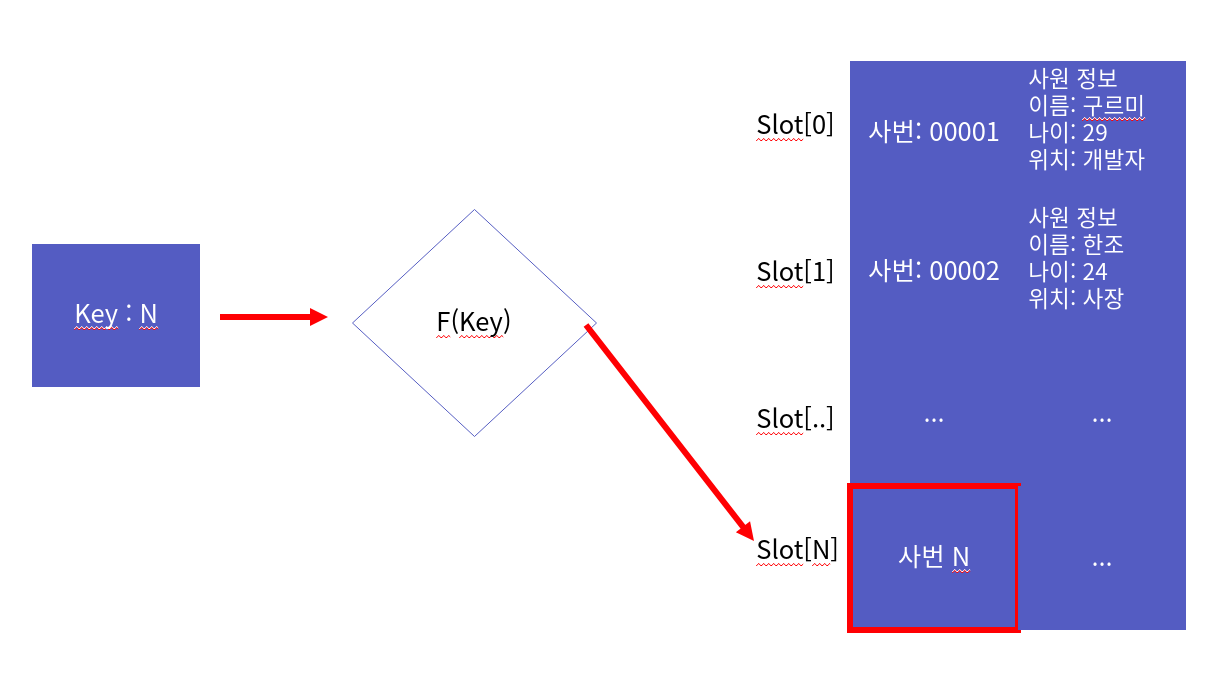 Key : N
F(Key)
Slot[0]
사번: 00001
사원 정보
이름: 구르미
나이: 29
위치: 개발자
Slot[1]
사번: 00002
사원 정보
이름: 한조
나이: 24
위치: 사장
Slot[..]
...
...
Slot[N]
사번 N
...